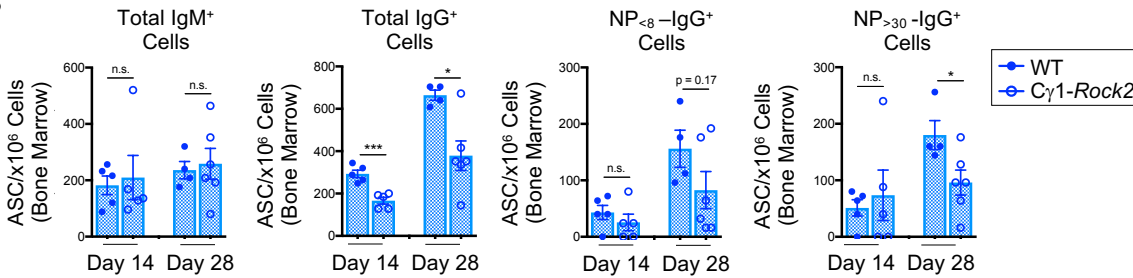 Total IgM⁺
Cells
ASC/x10⁶ Cells
(Bone Marrow)
600
400
200
0
n.s.
n.s.
Day 14 Day 28
Total IgG⁺
Cells
ASC/x10⁶ Cells
(Bone Marrow)
800
600
400
200
0
***
*
Day 14 Day 28
NP<8 –IgG⁺
Cells
ASC/x10⁶ Cells
(Bone Marrow)
300
200
100
0
n.s.
p = 0.17
Day 14 Day 28
NP>30 -IgG⁺
Cells
ASC/x10⁶ Cells
(Bone Marrow)
300
200
100
0
n.s.
*
Day 14 Day 28
WT
Cγ1-Rock2